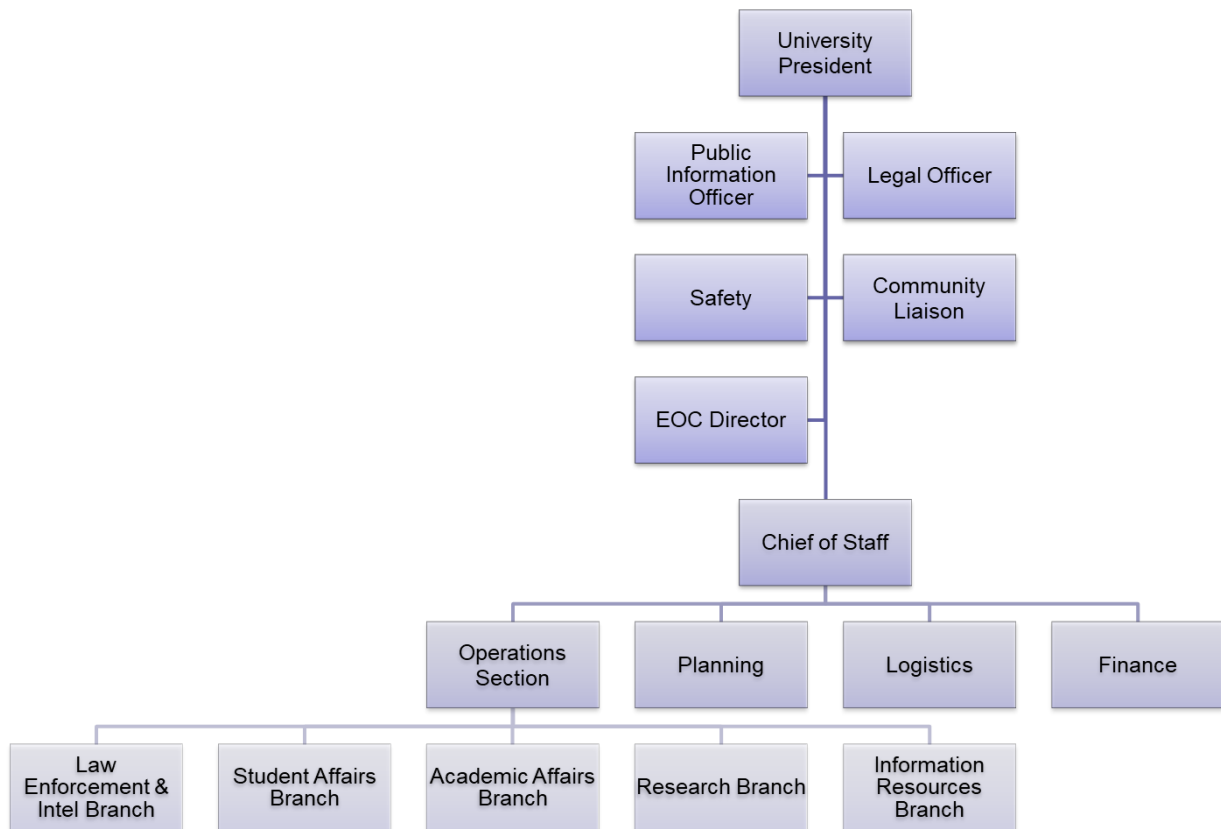 University
President
Public
Information
Officer
Legal Officer
Safety
Community
Liaison
EOC Director
Chief of Staff
Operations
Section
Planning
Logistics
Finance
Law
Enforcement &
Intel Branch
Student Affairs
Branch
Academic Affairs
Branch
Research Branch
Information
Resources
Branch